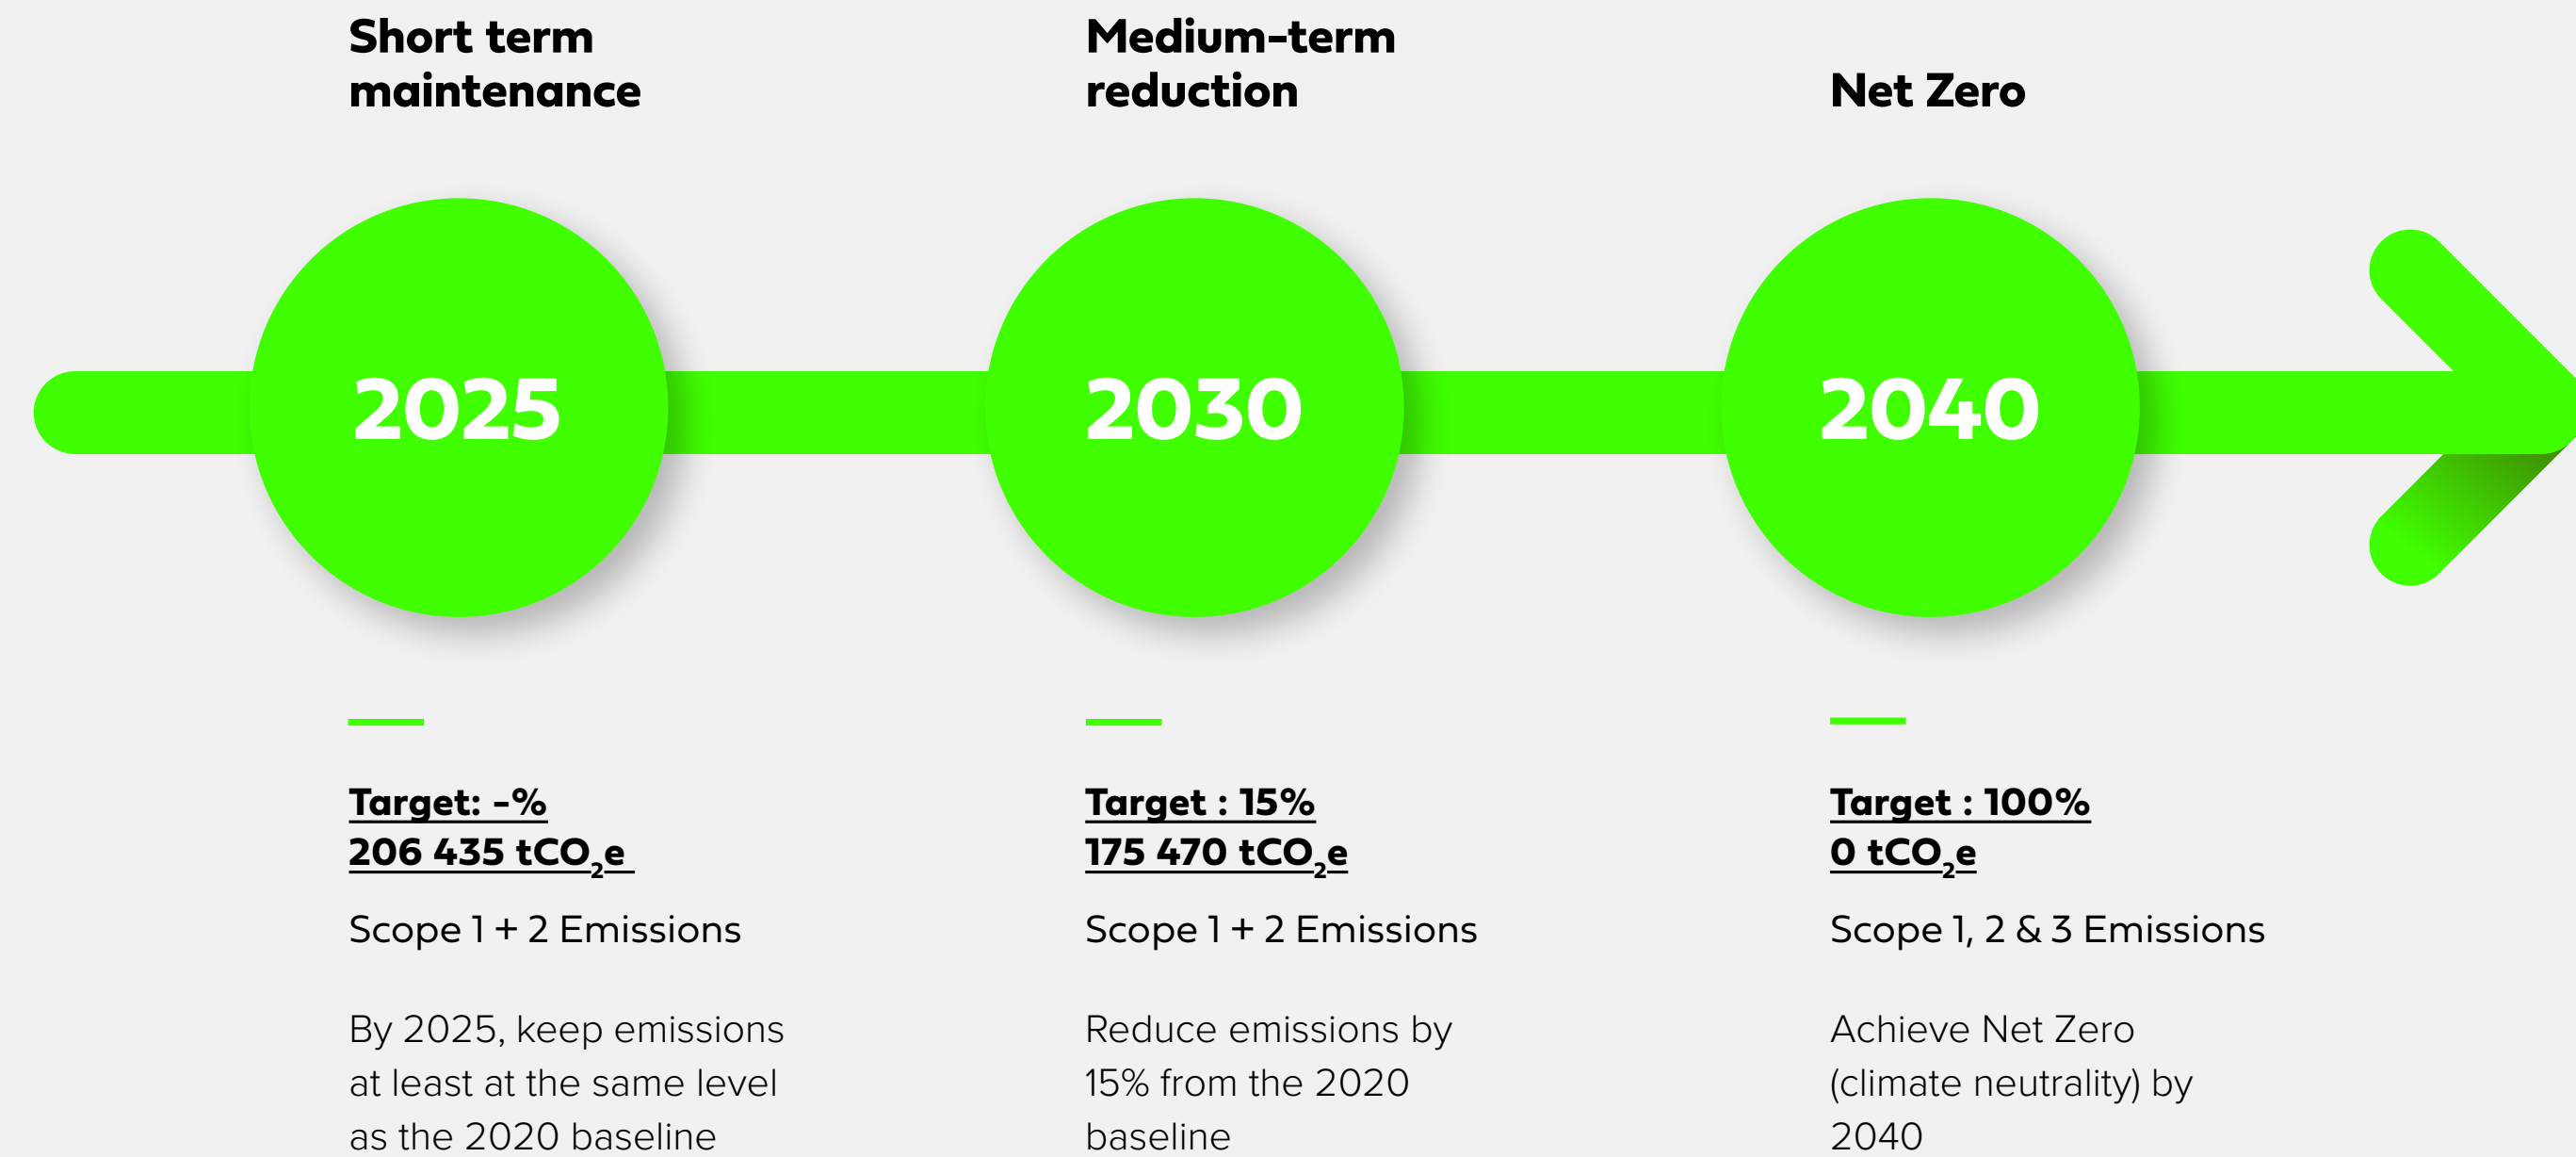 Short term
maintenance
2025
Target: -%
206 435 tCO₂e
Scope 1 + 2 Emissions
By 2025, keep emissions
at least at the same level
as the 2020 baseline
Medium-term
reduction
2030
Target : 15%
175 470 tCO₂e
Scope 1 + 2 Emissions
Reduce emissions by
15% from the 2020
baseline
Net Zero
2040
Target : 100%
0 tCO₂e
Scope 1, 2 & 3 Emissions
Achieve Net Zero
(climate neutrality) by
2040